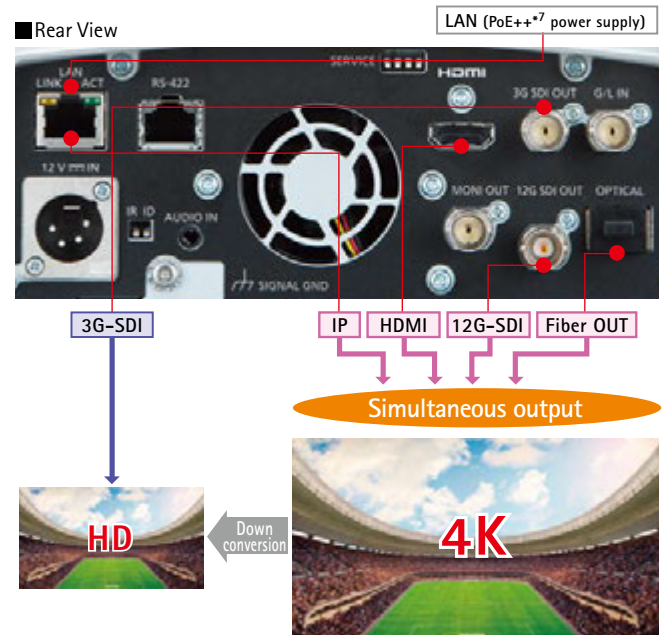 ■Rear View
LAN (PoE++*7 power supply)
SERVICE
HDMI
LAN
LINK ACT
RS-422
3G SDI OUT
G/L IN
12 V IN
IR ID
AUDIO IN
MONI OUT
12G SDI OUT
OPTICAL
SIGNAL GND
3G-SDI
IP
HDMI
12G-SDI
Fiber OUT
Simultaneous output
HD
Down
conversion
4K